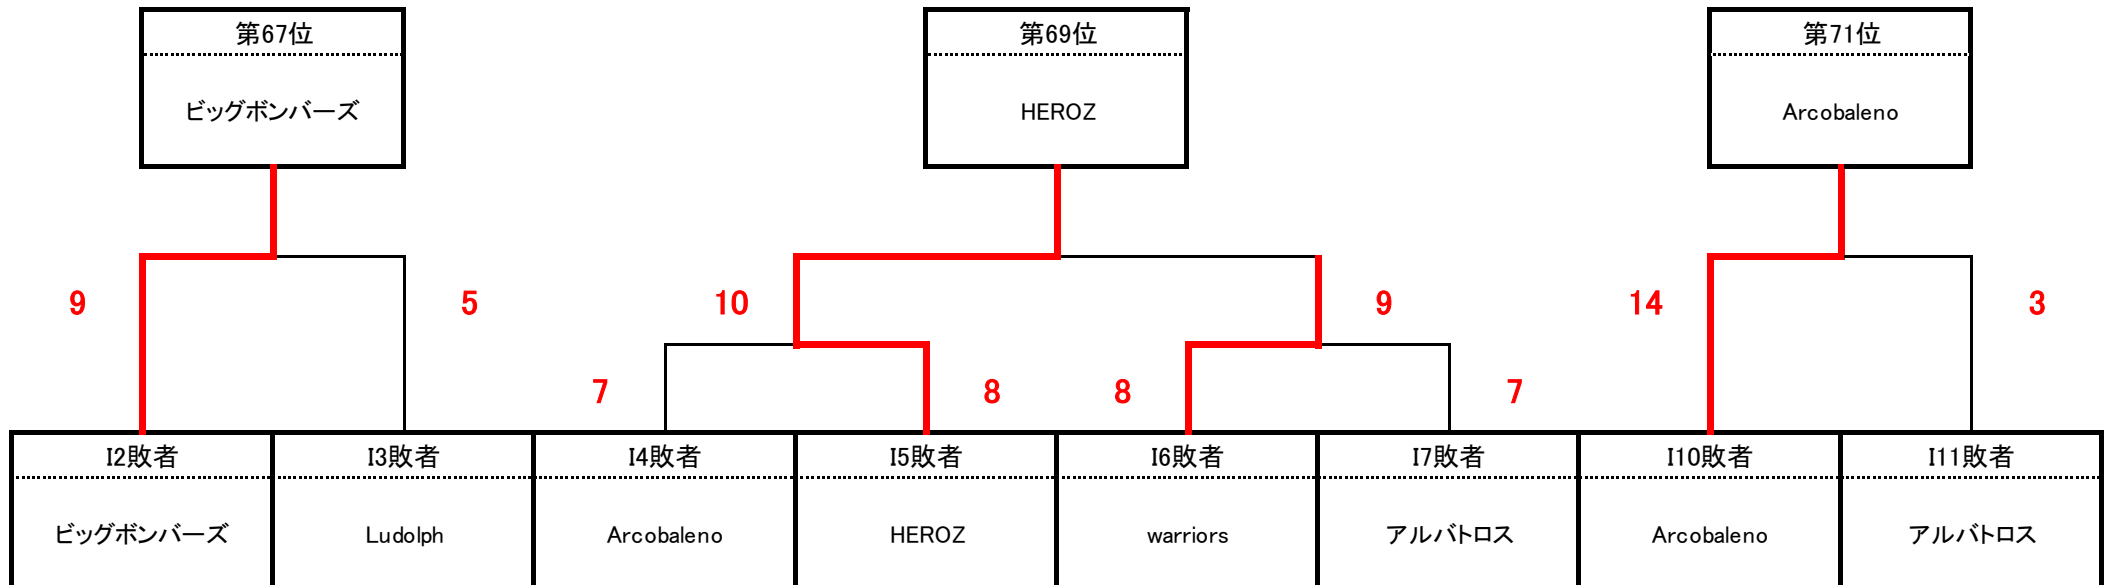 第67位 第69位 第71位
ビッグボンバーズ HEROZ Arcobaleno
9 5 10 9 14 3
7 8 8 7
I2敗者 I3敗者 I4敗者 I5敗者 I6敗者 I7敗者 I10敗者 I11敗者
ビッグボンバーズ Ludolph Arcobaleno HEROZ warriors アルバトロス Arcobaleno アルバトロス